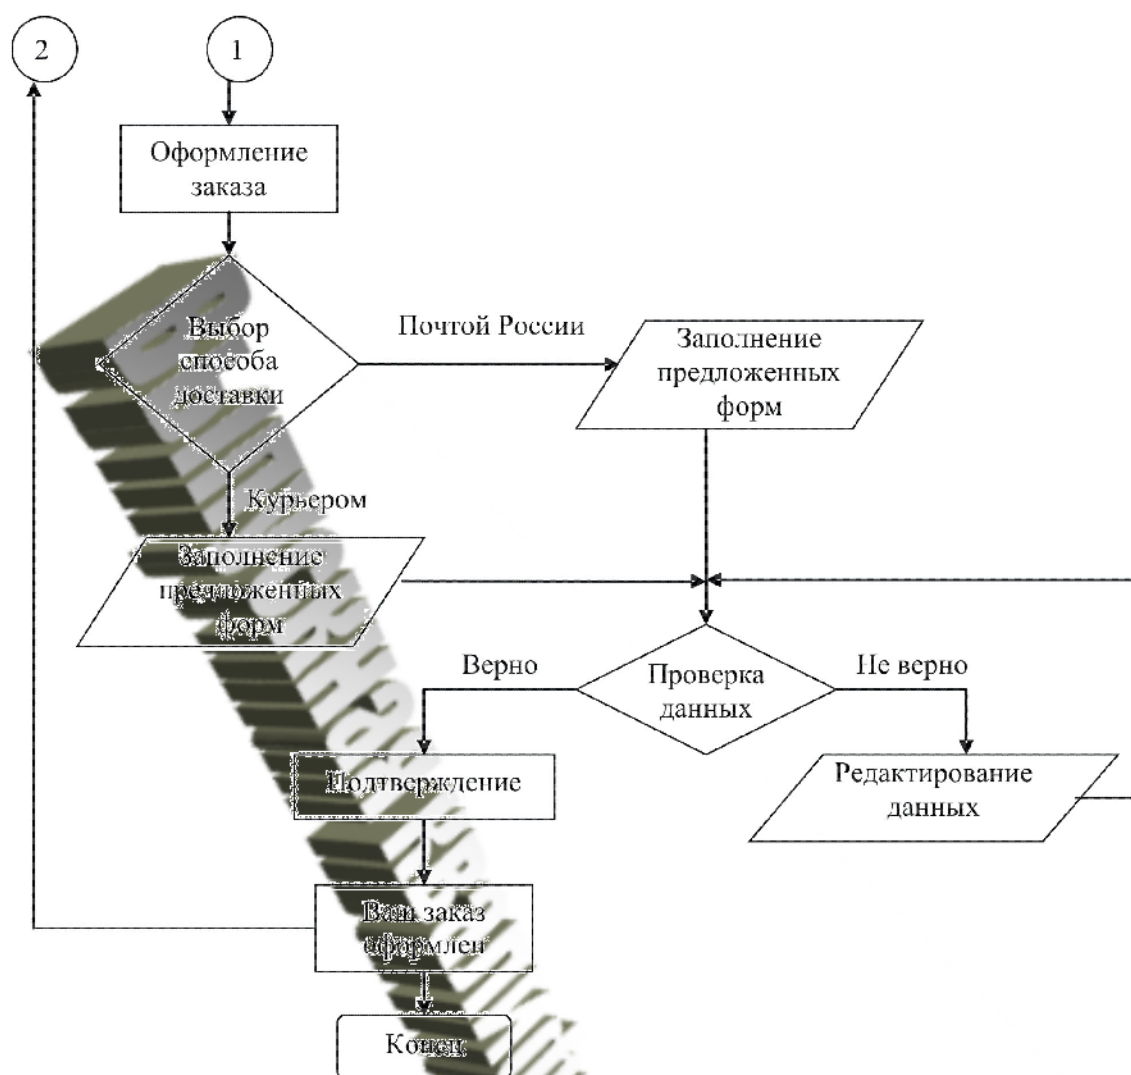 2
1
Оформление
заказа
Выбор
способа
доставки
Почтой России
Заполнение
предложенных
форм
Курьером
Заполнение
предложенных
форм
Верно
Проверка
данных
Не верно
Подтверждение
Редактирование
данных
Ваш заказ
оформлен
Конец